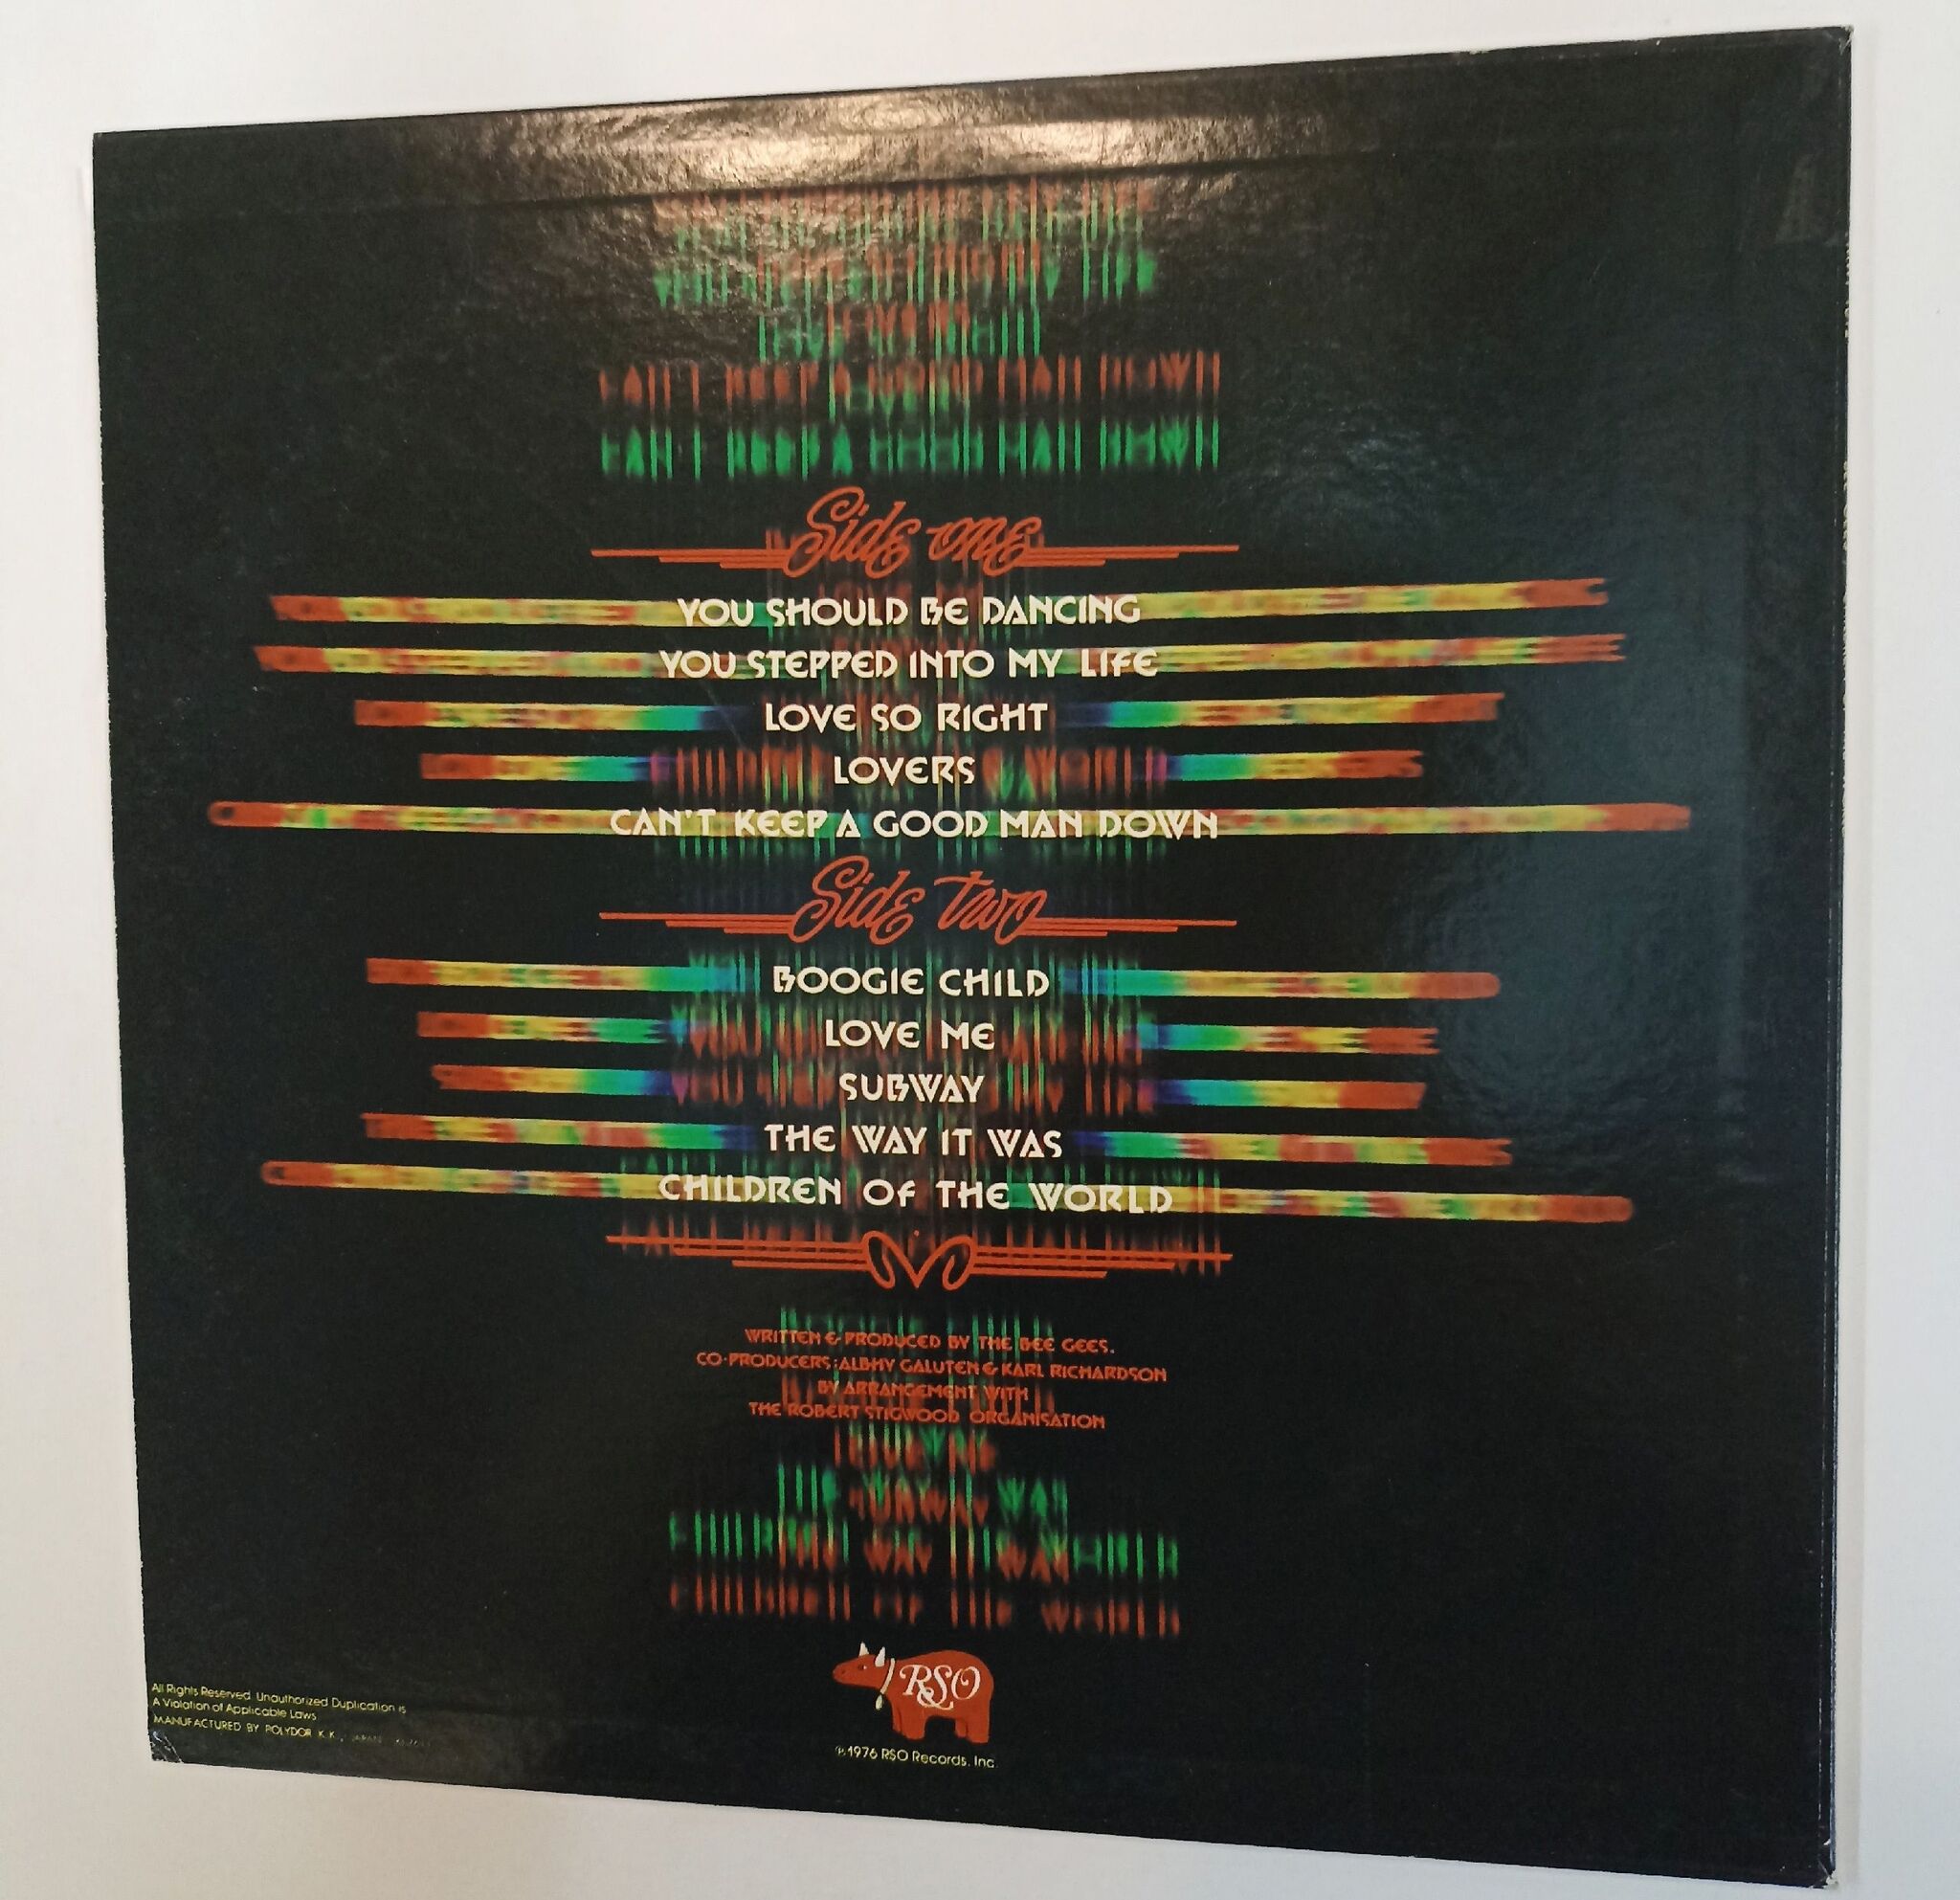 Side one
YOU SHOULD BE DANCING
YOU STEPPED INTO MY LIFE
LOVE SO RIGHT
LOVERS
CAN'T KEEP A GOOD MAN DOWN
Side two
BOOGIE CHILD
LOVE ME
SUBWAY
THE WAY IT WAS
CHILDREN OF THE WORLD
WRITTEN & PRODUCED BY THE BEE GEES.
CO-PRODUCERS: ALBHY GALUTEN & KARL RICHARDSON
BY ARRANGEMENT WITH
THE ROBERT STIGWOOD ORGANISATION
RSO
℗1976 RSO Records, Inc.
All Rights Reserved. Unauthorized Duplication is
A Violation of Applicable Laws
MANUFACTURED BY POLYDOR K.K., JAPAN